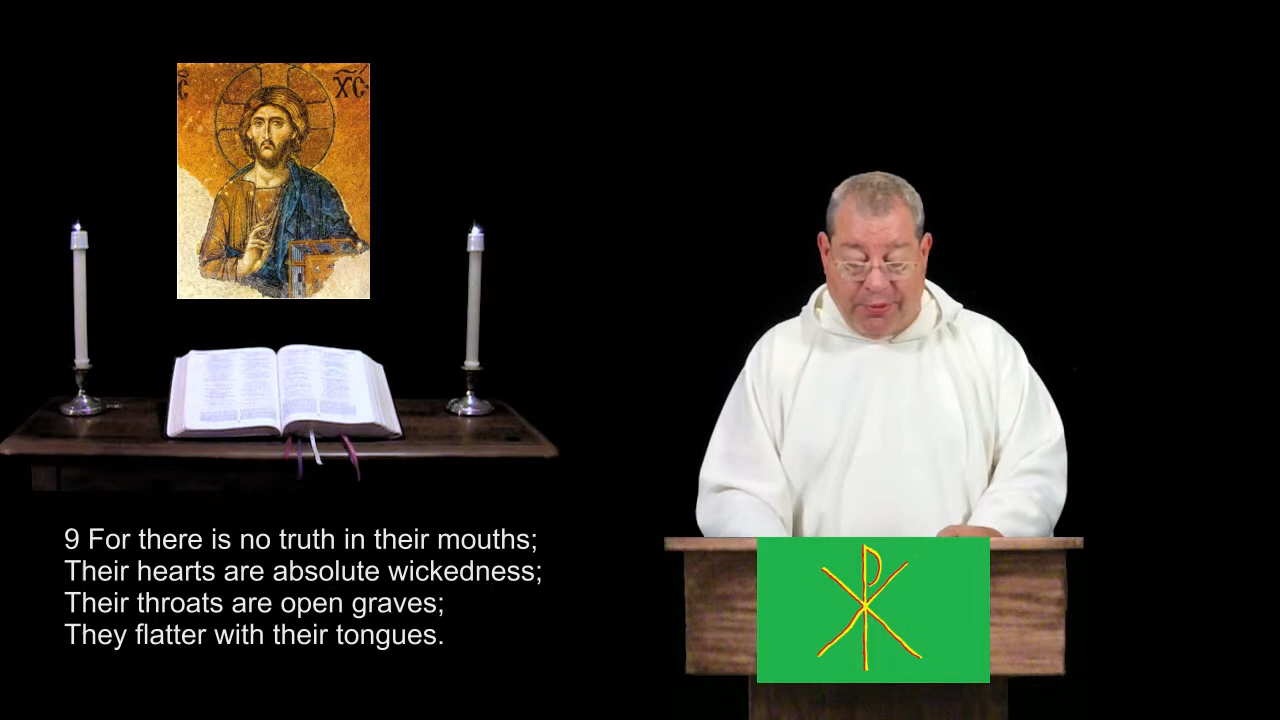 C
XC
9 For there is no truth in their mouths;
Their hearts are absolute wickedness;
Their throats are open graves;
They flatter with their tongues.